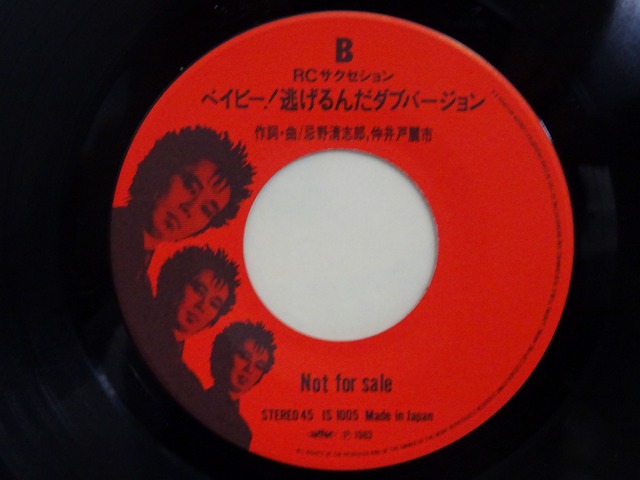 B
RCサクセション
ベイビー！逃げるんだダブバージョン
作詞・曲/忌野清志郎,仲井戸麗市
Not for sale
STEREO 45 IS 1005 Made in Japan
℗ 1983